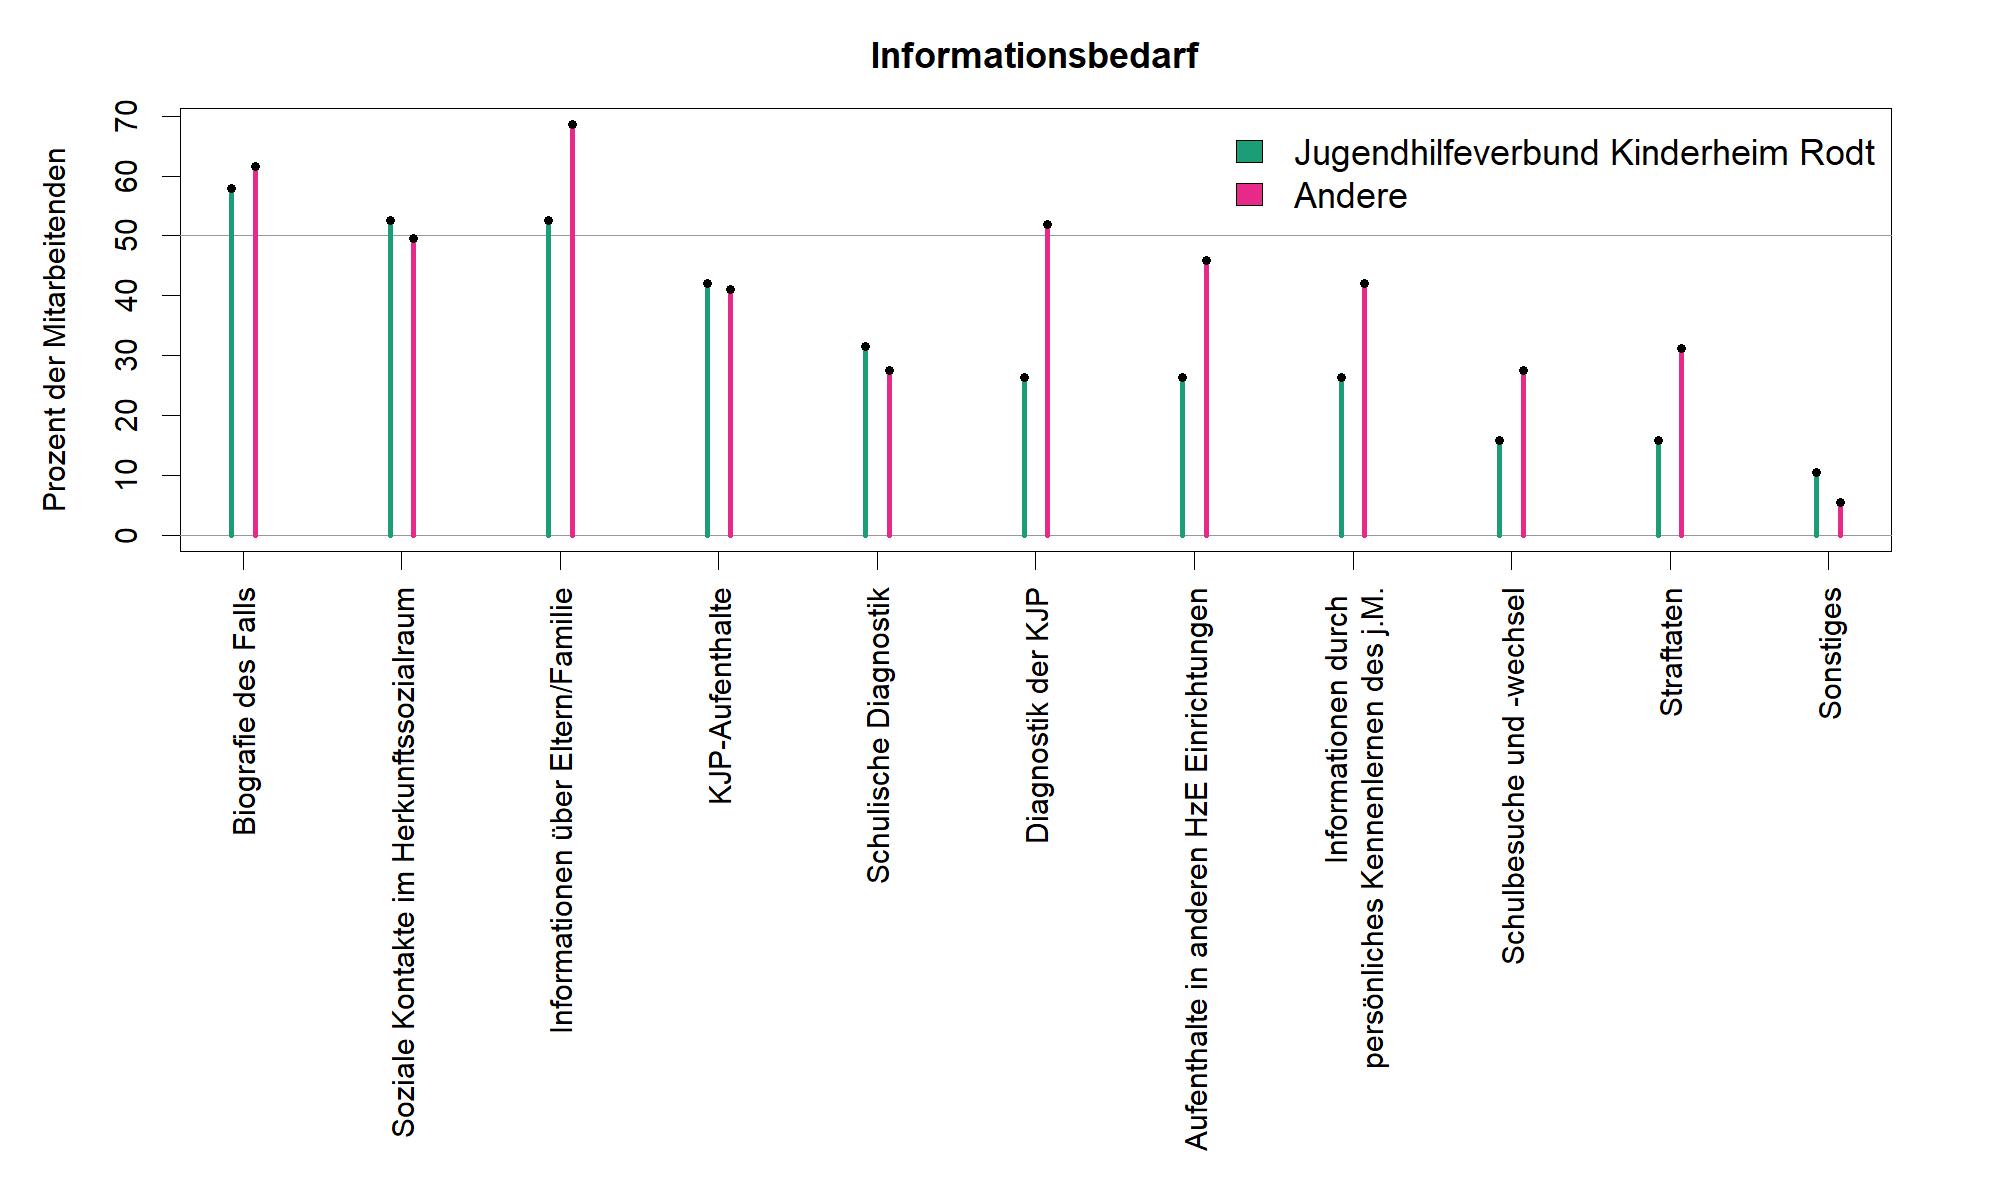 Informationsbedarf
Prozent der Mitarbeitenden
70
60
50
40
30
20
10
0
Jugendhilfeverbund Kinderheim Rodt
Andere
Biografie des Falls
Soziale Kontakte im Herkunftssozialraum
Informationen über Eltern/Familie
KJP-Aufenthalte
Schulische Diagnostik
Diagnostik der KJP
Aufenthalte in anderen HzE Einrichtungen
Informationen durch
persönliches Kennenlernen des j.M.
Schulbesuche und -wechsel
Straftaten
Sonstiges